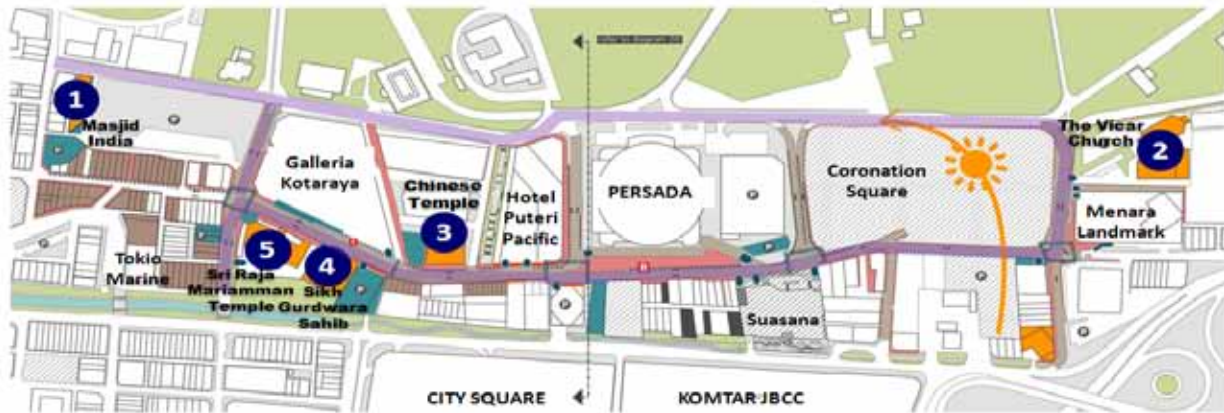 1
Masjid
India
Galleria
Kotaraya
Chinese
Temple
3
Hotel
Puteri
Pacific
PERSADA
Coronation
Square
The Vicar
Church
2
Menara
Landmark
Tokio
Marine
5
Sri Raja
Mariamman
Temple
4
Sikh
Gurdwara
Sahib
Suasana
CITY SQUARE
KOMTAR JBCC